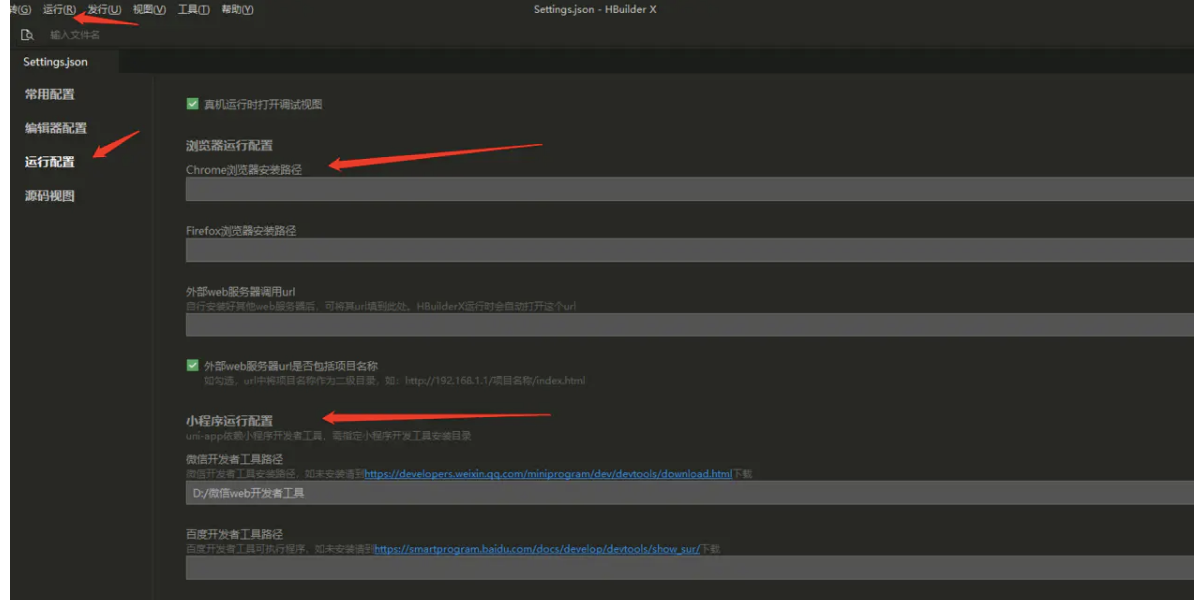 转(G) 运行(R) 发行(U) 视图(V) 工具(T) 帮助(Y) Settings.json - HBuilder X
输入文件名
Settings.json
常用配置
编辑器配置
运行配置
源码视图
真机运行时打开调试视图
浏览器运行配置
Chrome浏览器安装路径
Firefox浏览器安装路径
外部web服务器调用url
自行安装好其他web服务器后，可将其url填到此处。HBuilderX运行时会自动打开这个url
外部web服务器url是否包括项目名称
如勾选，url中将项目名称作为二级目录，如：http://192.168.1.1/项目名称/index.html
小程序运行配置
uni-app依赖小程序开发者工具，需指定小程序开发工具安装目录
微信开发者工具路径
微信开发者工具安装路径，如未安装请到https://developers.weixin.qq.com/miniprogram/dev/devtools/download.html下载
D:/微信web开发者工具
百度开发者工具路径
百度开发者工具可执行程序，如未安装请到https://smartprogram.baidu.com/docs/develop/devtools/show_sur/下载